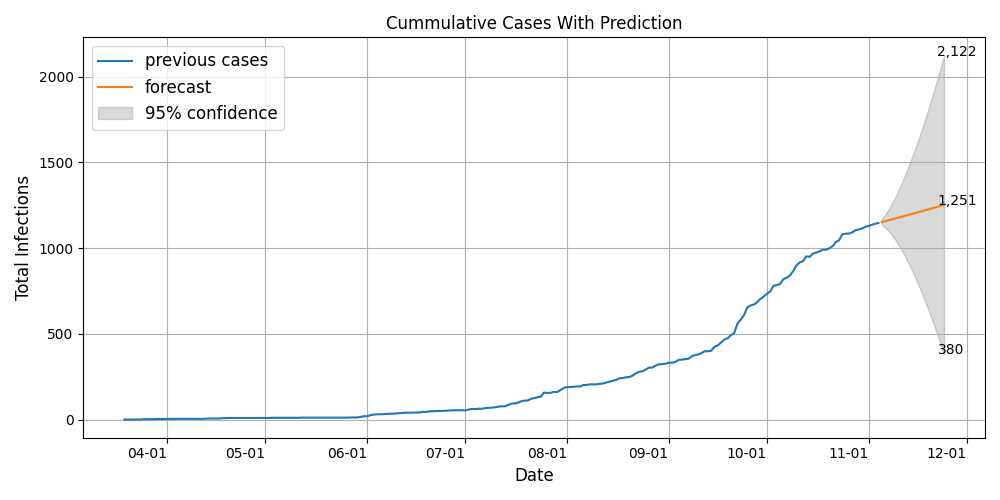 Cummulative Cases With Prediction
previous cases
forecast
95% confidence
2,122
1,251
380
2000
1500
1000
500
0
Total Infections
04-01
05-01
06-01
07-01
08-01
09-01
10-01
11-01
12-01
Date